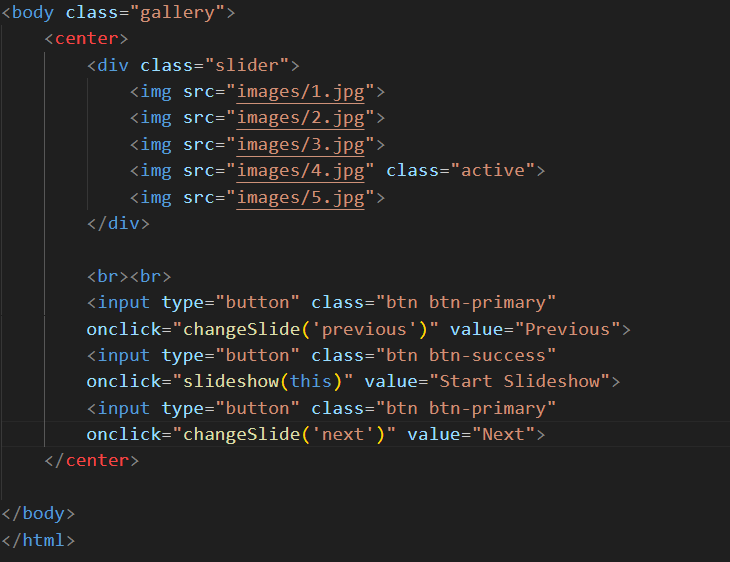 <body class="gallery">
<center>
<div class="slider">
<img src="images/1.jpg">
<img src="images/2.jpg">
<img src="images/3.jpg">
<img src="images/4.jpg" class="active">
<img src="images/5.jpg">
</div>
<br><br>
<input type="button" class="btn btn-primary"
onclick="changeSlide('previous')" value="Previous">
<input type="button" class="btn btn-success"
onclick="slideshow(this)" value="Start Slideshow">
<input type="button" class="btn btn-primary"
onclick="changeSlide('next')" value="Next">
</center>
</body>
</html>